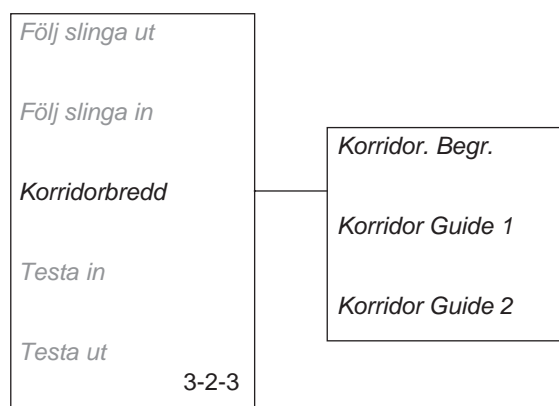 Följ slinga ut
Följ slinga in
Korridorbredd
Testa in
Testa ut
3-2-3
Korridor. Begr.
Korridor Guide 1
Korridor Guide 2